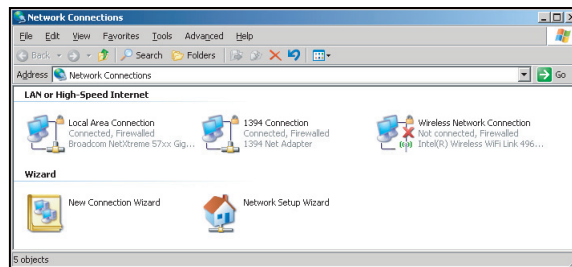 Network Connections
File Edit View Favorites Tools Advanced Help
Back Search Folders
Address Network Connections Go
LAN or High-Speed Internet
Local Area Connection
Connected, Firewalled
Broadcom NetXtreme 57xx Gig...
1394 Connection
Connected, Firewalled
1394 Net Adapter
Wireless Network Connection
Not connected, Firewalled
Intel(R) Wireless WiFi Link 496...
Wizard
New Connection Wizard
Network Setup Wizard
5 objects